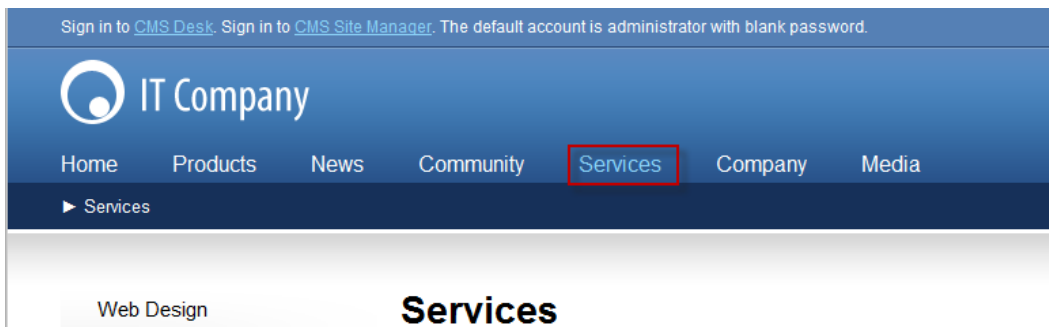 Sign in to CMS Desk. Sign in to CMS Site Manager. The default account is administrator with blank password.
IT Company
Home Products News Community Services Company Media
► Services
Web Design
Services